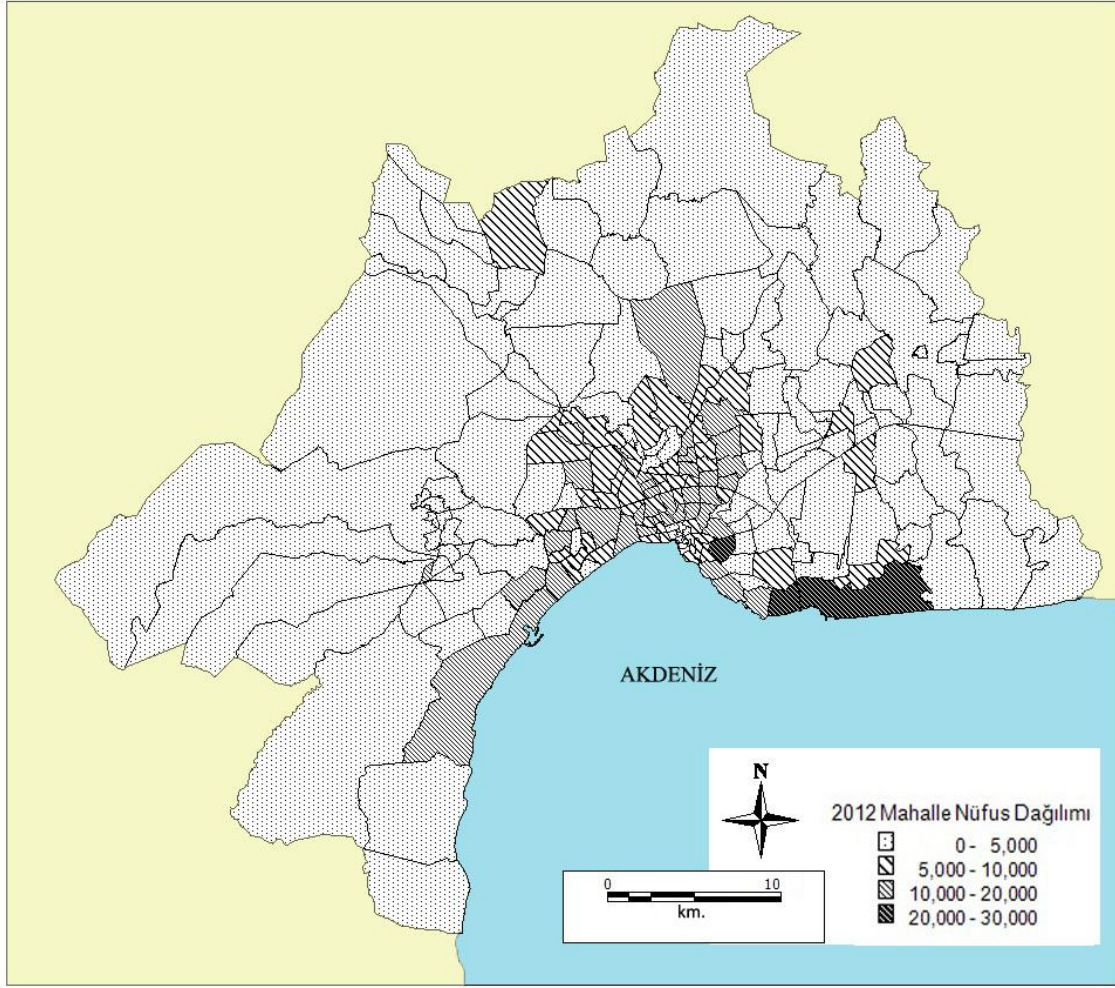 AKDENİZ
N
2012 Mahalle Nüfus Dağılımı
0 - 5,000
5,000 - 10,000
10,000 - 20,000
20,000 - 30,000
0 10
km.